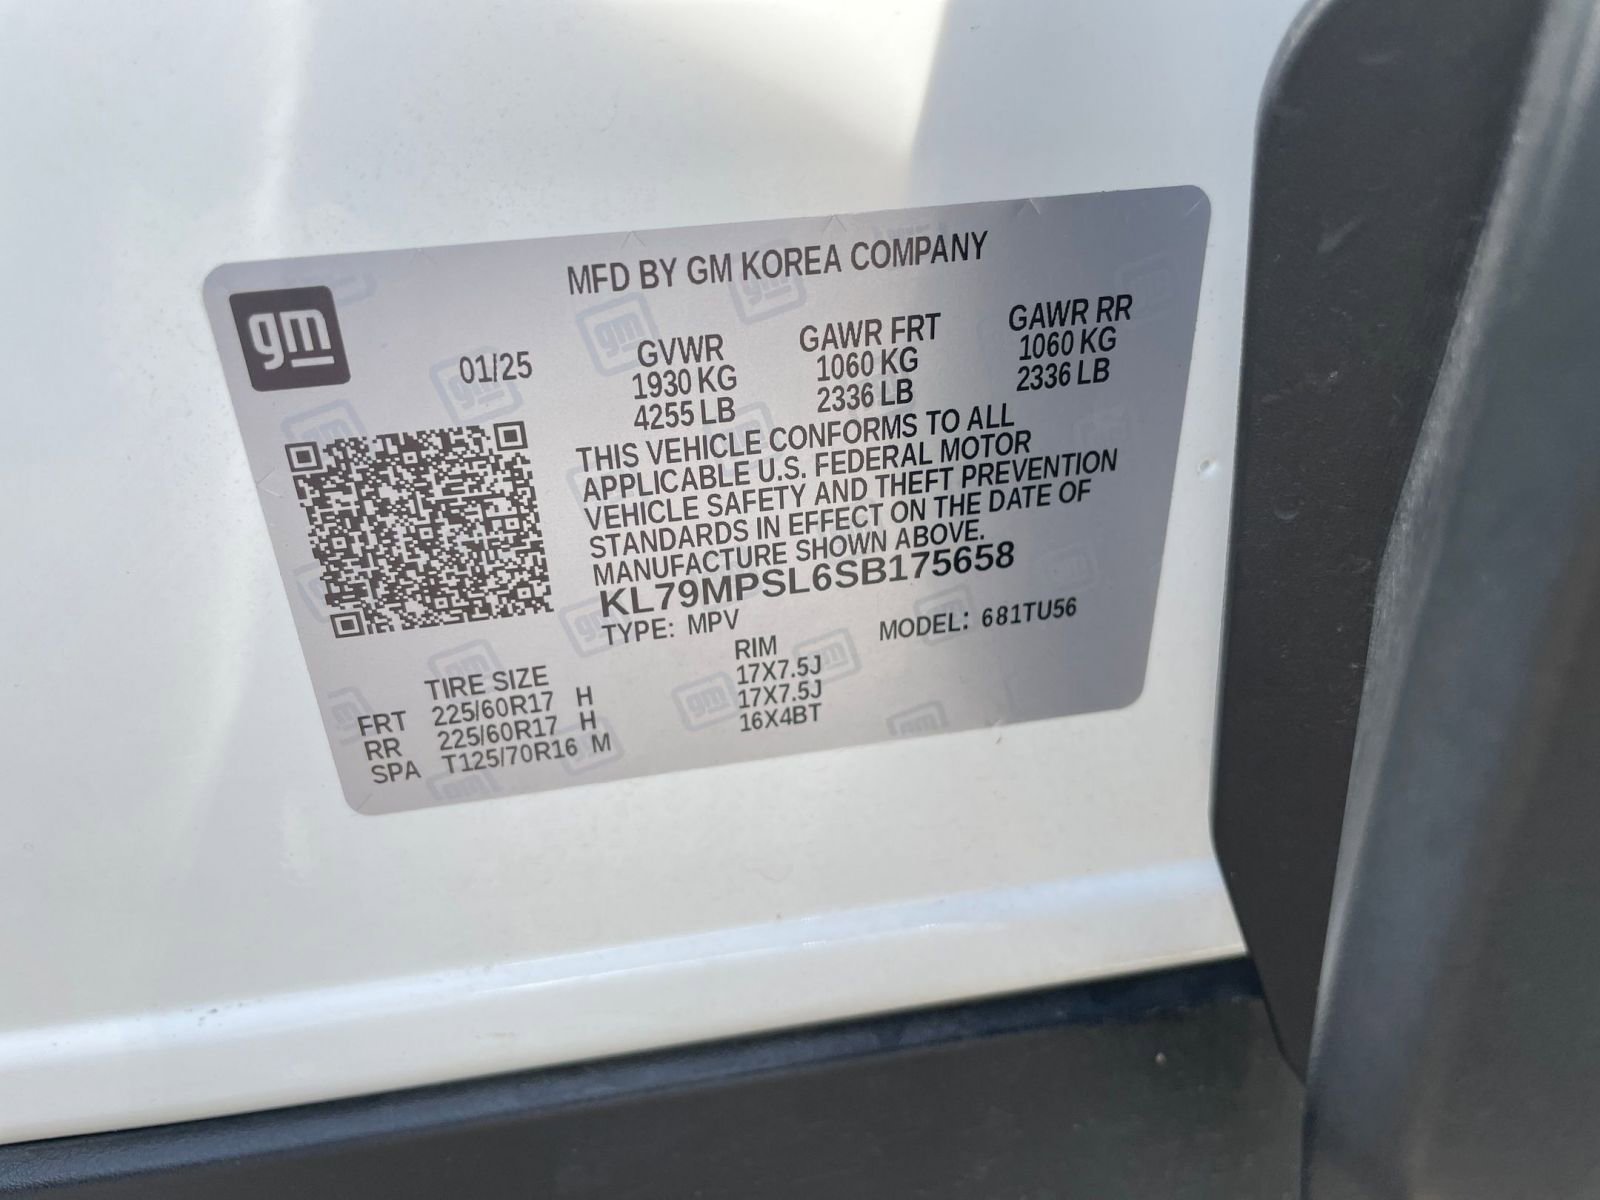 MFD BY GM KOREA COMPANY
gm
01/25
GVWR GAWR FRT GAWR RR
1930 KG 1060 KG 1060 KG
4255 LB 2336 LB 2336 LB
THIS VEHICLE CONFORMS TO ALL
APPLICABLE U.S. FEDERAL MOTOR
VEHICLE SAFETY AND THEFT PREVENTION
STANDARDS IN EFFECT ON THE DATE OF
MANUFACTURE SHOWN ABOVE.
KL79MPSL6SB175658
TYPE: MPV MODEL: 681TU56
TIRE SIZE RIM
FRT 225/60R17 H 17X7.5J
RR 225/60R17 H 17X7.5J
SPA T125/70R16 M 16X4BT